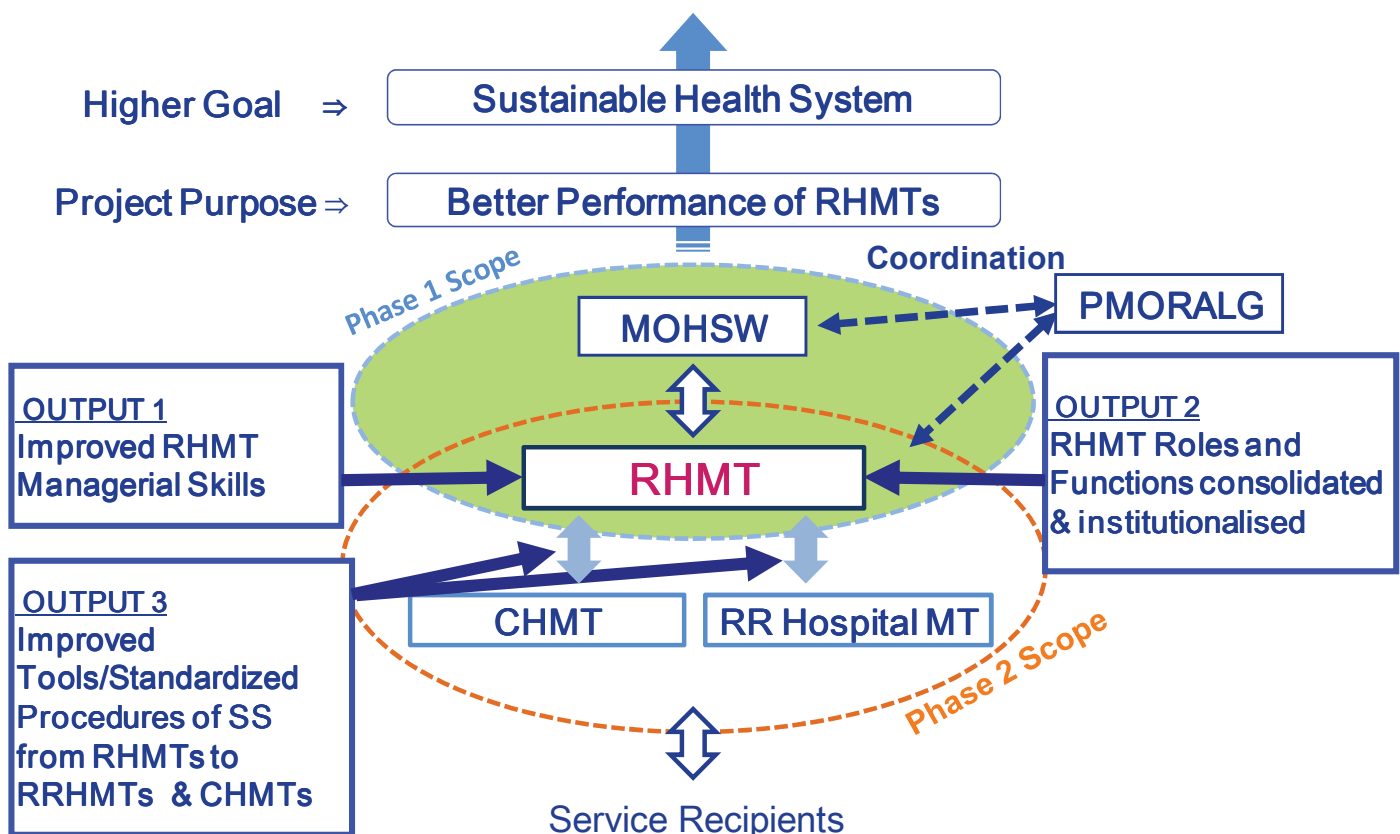 Higher Goal ⇒
Sustainable Health System
Project Purpose ⇒
Better Performance of RHMTs
Phase 1 Scope
Coordination
MOHSW
PMORALG
OUTPUT 1
Improved RHMT
Managerial Skills
RHMT
OUTPUT 2
RHMT Roles and
Functions consolidated
& institutionalised
OUTPUT 3
Improved
Tools/Standardized
Procedures of SS
from RHMTs to
RRHMTs & CHMTs
CHMT
RR Hospital MT
Phase 2 Scope
Service Recipients